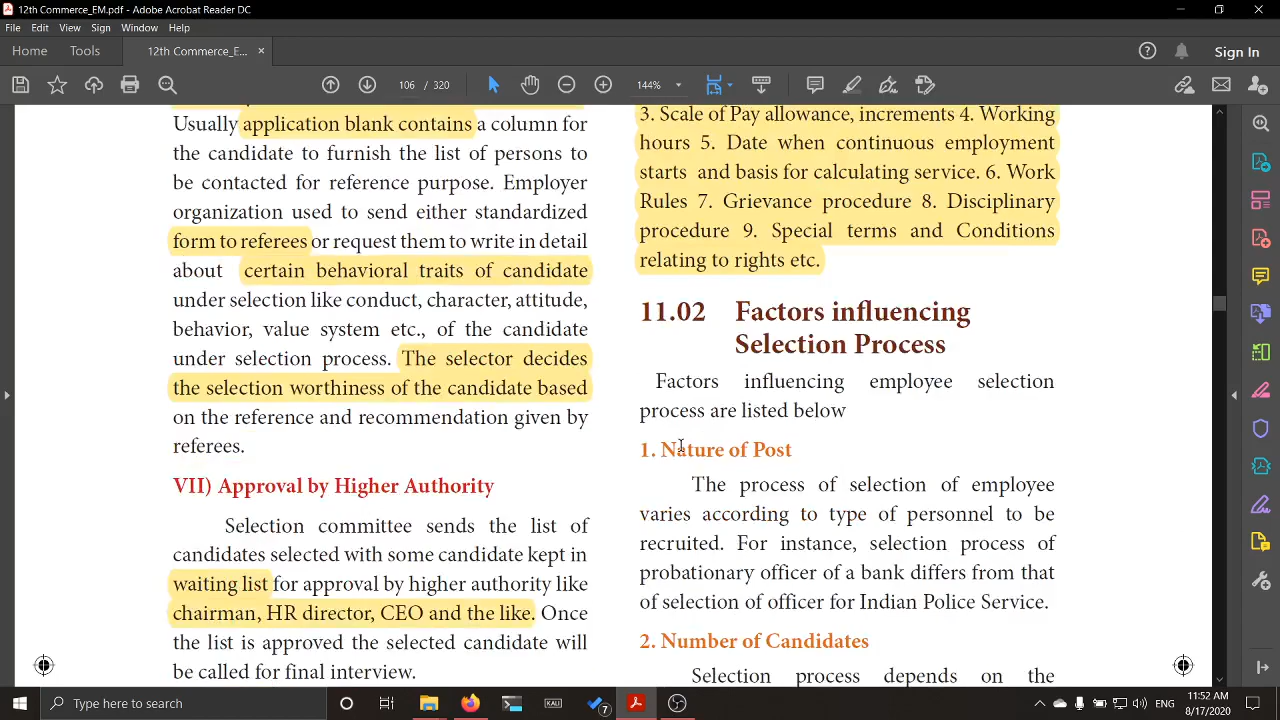 12th Commerce_EM.pdf - Adobe Acrobat Reader DC
File Edit View Sign Window Help
Home Tools 12th Commerce_E... ×
Sign In
106 / 320
144%
Usually application blank contains a column for
the candidate to furnish the list of persons to
be contacted for reference purpose. Employer
organization used to send either standardized
form to referees or request them to write in detail
about certain behavioral traits of candidate
under selection like conduct, character, attitude,
behavior, value system etc., of the candidate
under selection process. The selector decides
the selection worthiness of the candidate based
on the reference and recommendation given by
referees.
VII) Approval by Higher Authority
Selection committee sends the list of
candidates selected with some candidate kept in
waiting list for approval by higher authority like
chairman, HR director, CEO and the like. Once
the list is approved the selected candidate will
be called for final interview.
3. Scale of Pay allowance, increments 4. Working
hours 5. Date when continuous employment
starts and basis for calculating service. 6. Work
Rules 7. Grievance procedure 8. Disciplinary
procedure 9. Special terms and Conditions
relating to rights etc.
11.02 Factors influencing
Selection Process
Factors influencing employee selection
process are listed below
1. Nature of Post
The process of selection of employee
varies according to type of personnel to be
recruited. For instance, selection process of
probationary officer of a bank differs from that
of selection of officer for Indian Police Service.
2. Number of Candidates
Selection process depends on the
Type here to search
KALI
7
11:52 AM
8/17/2020